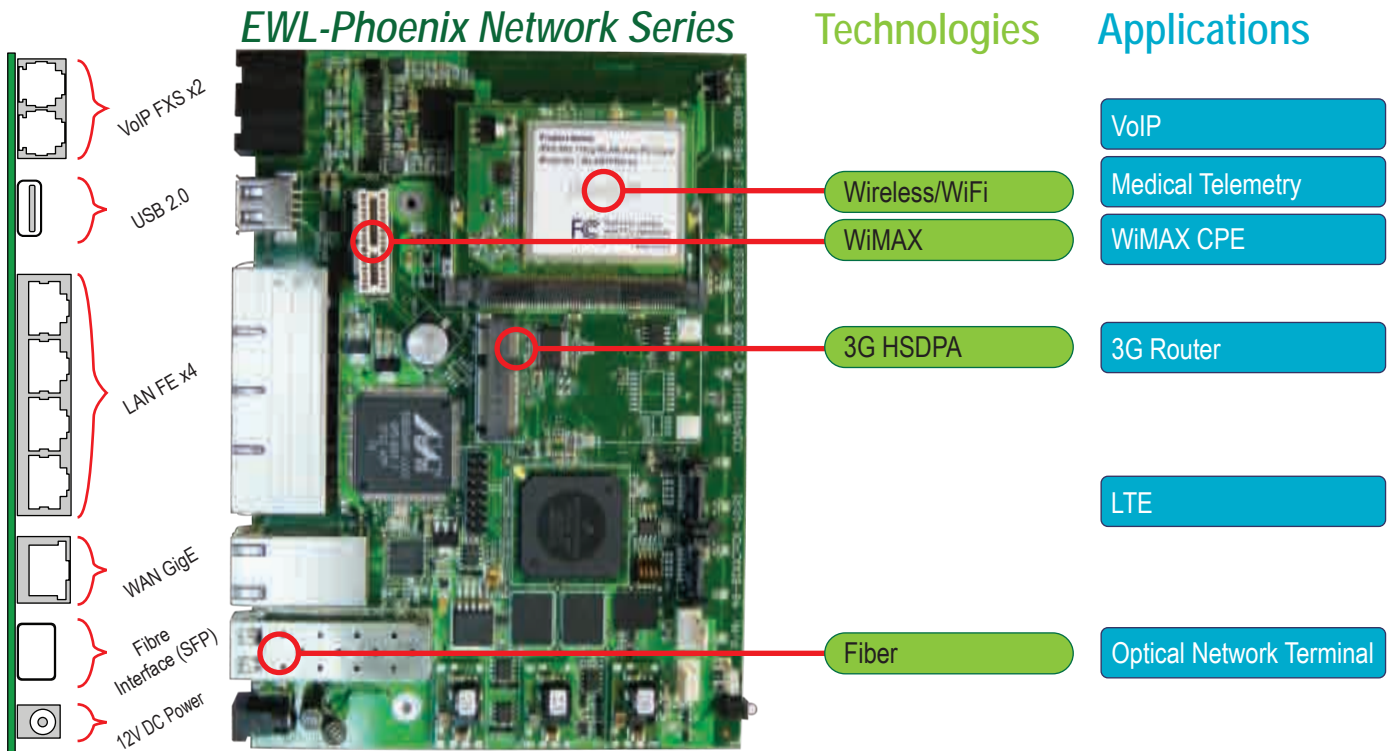 EWL-Phoenix Network Series
Technologies
Applications
VoIP FXS x2
USB 2.0
LAN FE x4
WAN GigE
Fibre
Interface (SFP)
12V DC Power
Wireless/WiFi
WiMAX
3G HSDPA
Fiber
VoIP
Medical Telemetry
WiMAX CPE
3G Router
LTE
Optical Network Terminal
FC